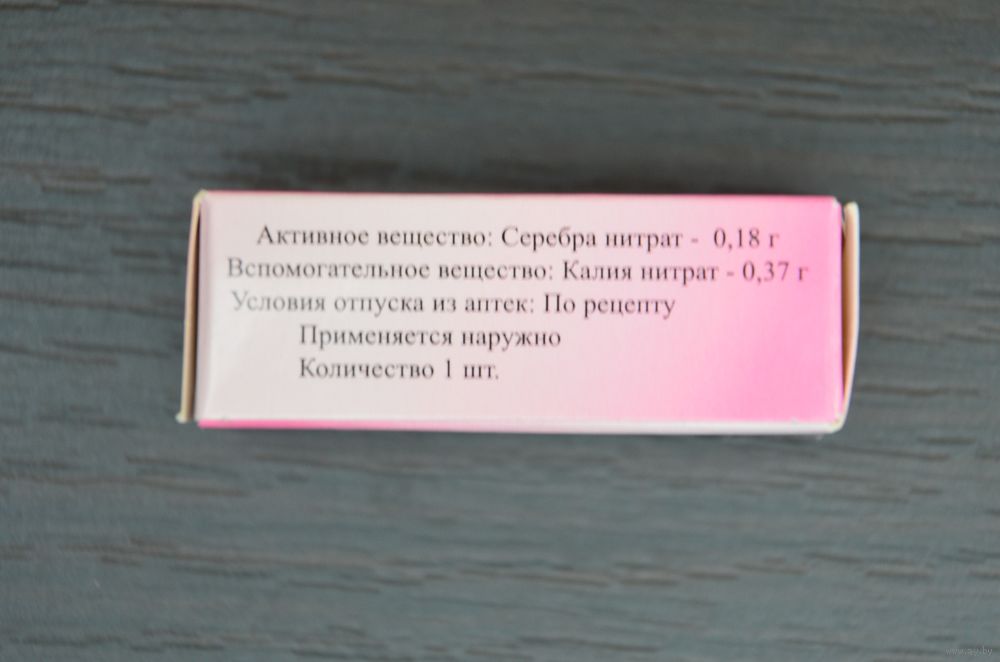 Активное вещество: Серебра нитрат - 0,18 г
Вспомогательное вещество: Калия нитрат - 0,37 г
Условия отпуска из аптек: По рецепту
Применяется наружно
Количество 1 шт.